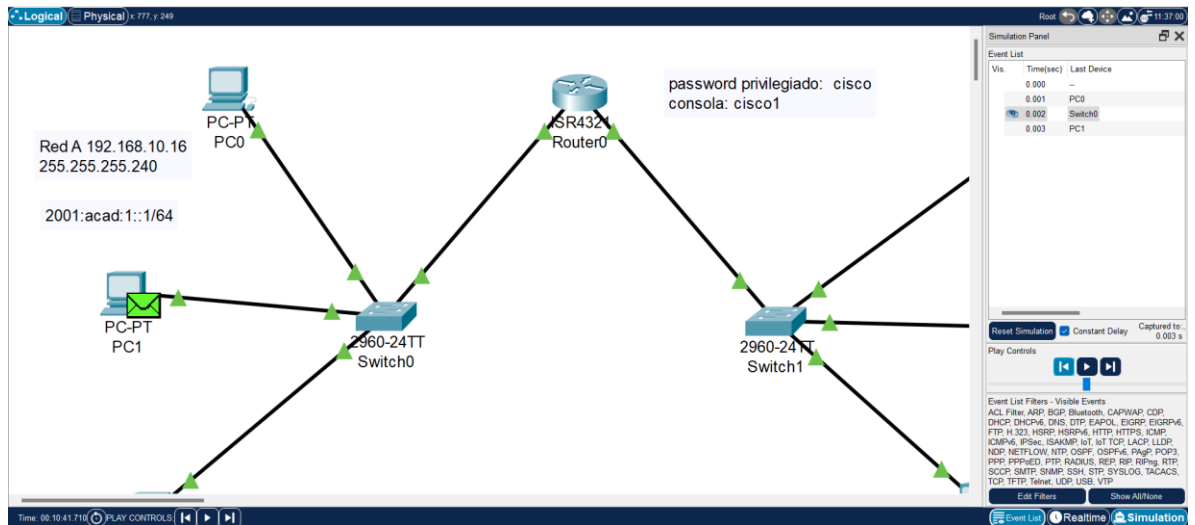 Logical Physical x: 777, y: 249
Root 11:37:00
password privilegiado: cisco
consola: cisco1
PC-PT
PC0
ISR4321
Router0
Red A 192.168.10.16
255.255.255.240
2001:acad:1::1/64
PC-PT
PC1
2960-24TT
Switch0
2960-24TT
Switch1
Simulation Panel
Event List
Vis. Time(sec) Last Device
0.000 --
0.001 PC0
0.002 Switch0
0.003 PC1
Reset Simulation Constant Delay Captured to:
0.003 s
Play Controls
Event List Filters - Visible Events
ACL Filter, ARP, BGP, Bluetooth, CAPWAP, CDP,
DHCP, DHCPv6, DNS, DTP, EAPOL, EIGRP, EIGRPv6,
FTP, H.323, HSRP, HSRPv6, HTTP, HTTPS, ICMP,
ICMPv6, IPSec, ISAKMP, IoT, IoT TCP, LACP, LLDP,
NDP, NETFLOW, NTP, OSPF, OSPFv6, PAgP, POP3,
PPP, PPPoED, PTP, RADIUS, REP, RIP, RIPng, RTP,
SCCP, SMTP, SNMP, SSH, STP, SYSLOG, TACACS,
TCP, TFTP, Telnet, UDP, USB, VTP
Edit Filters Show All/None
Time: 00:10:41.710 PLAY CONTROLS:
Event List Realtime Simulation